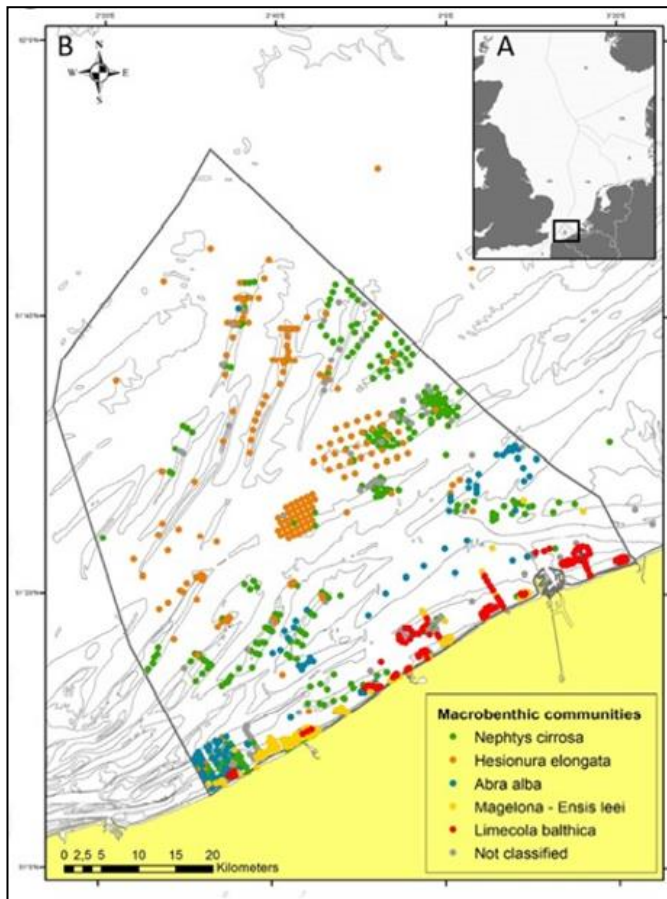 B
A
N
W E
S
Macrobenthic communities
Nephtys cirrosa
Hesionura elongata
Abra alba
Magelona - Ensis leei
Limecola balthica
Not classified
0 2,5 5 10 15 20
Kilometers